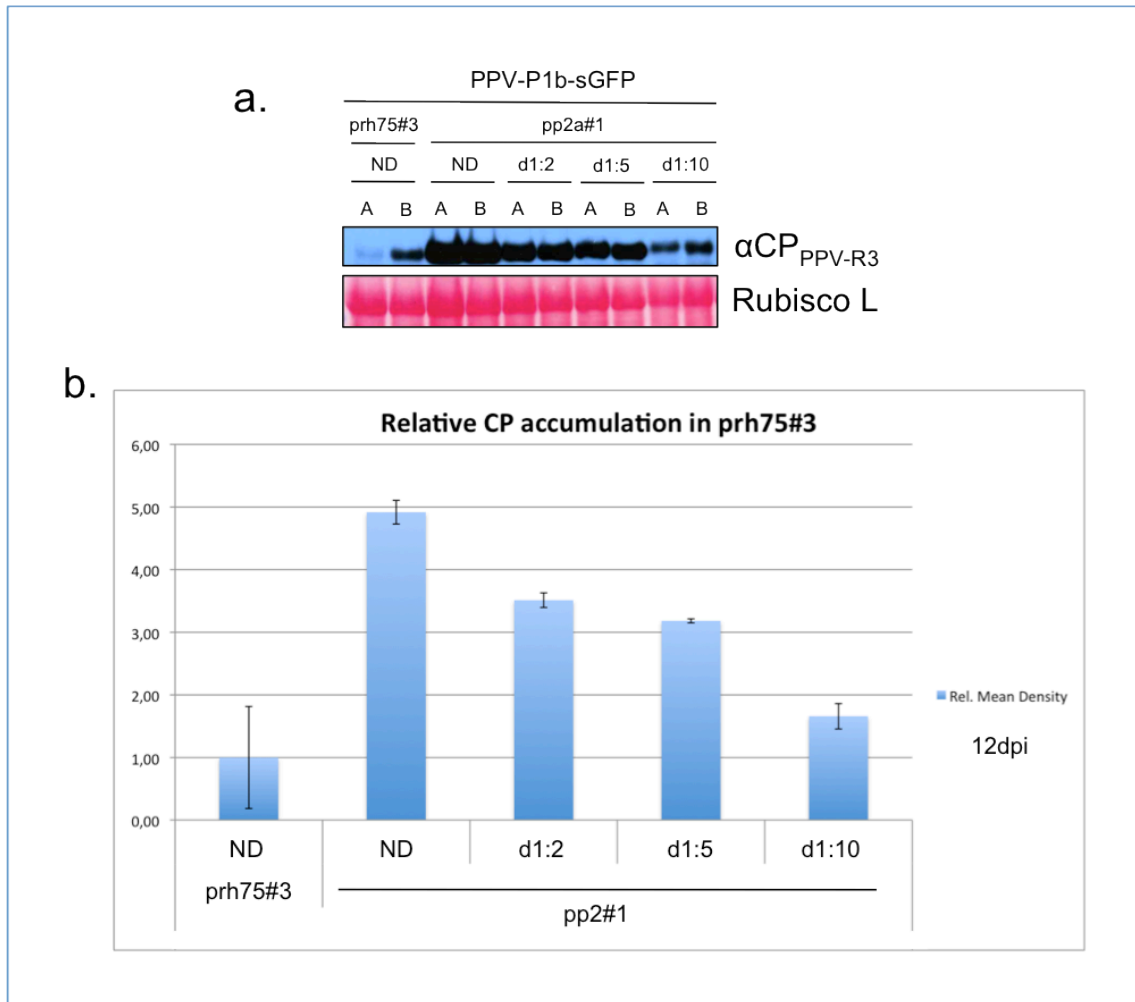 a.
PPV-P1b-sGFP
prh75#3 pp2a#1
ND ND d1:2 d1:5 d1:10
A B A B A B A B A B
αCP PPV-R3
Rubisco L
b.
Relative CP accumulation in prh75#3
6,00
5,00
4,00
3,00
2,00
1,00
0,00
Rel. Mean Density
12dpi
ND ND d1:2 d1:5 d1:10
prh75#3
pp2#1